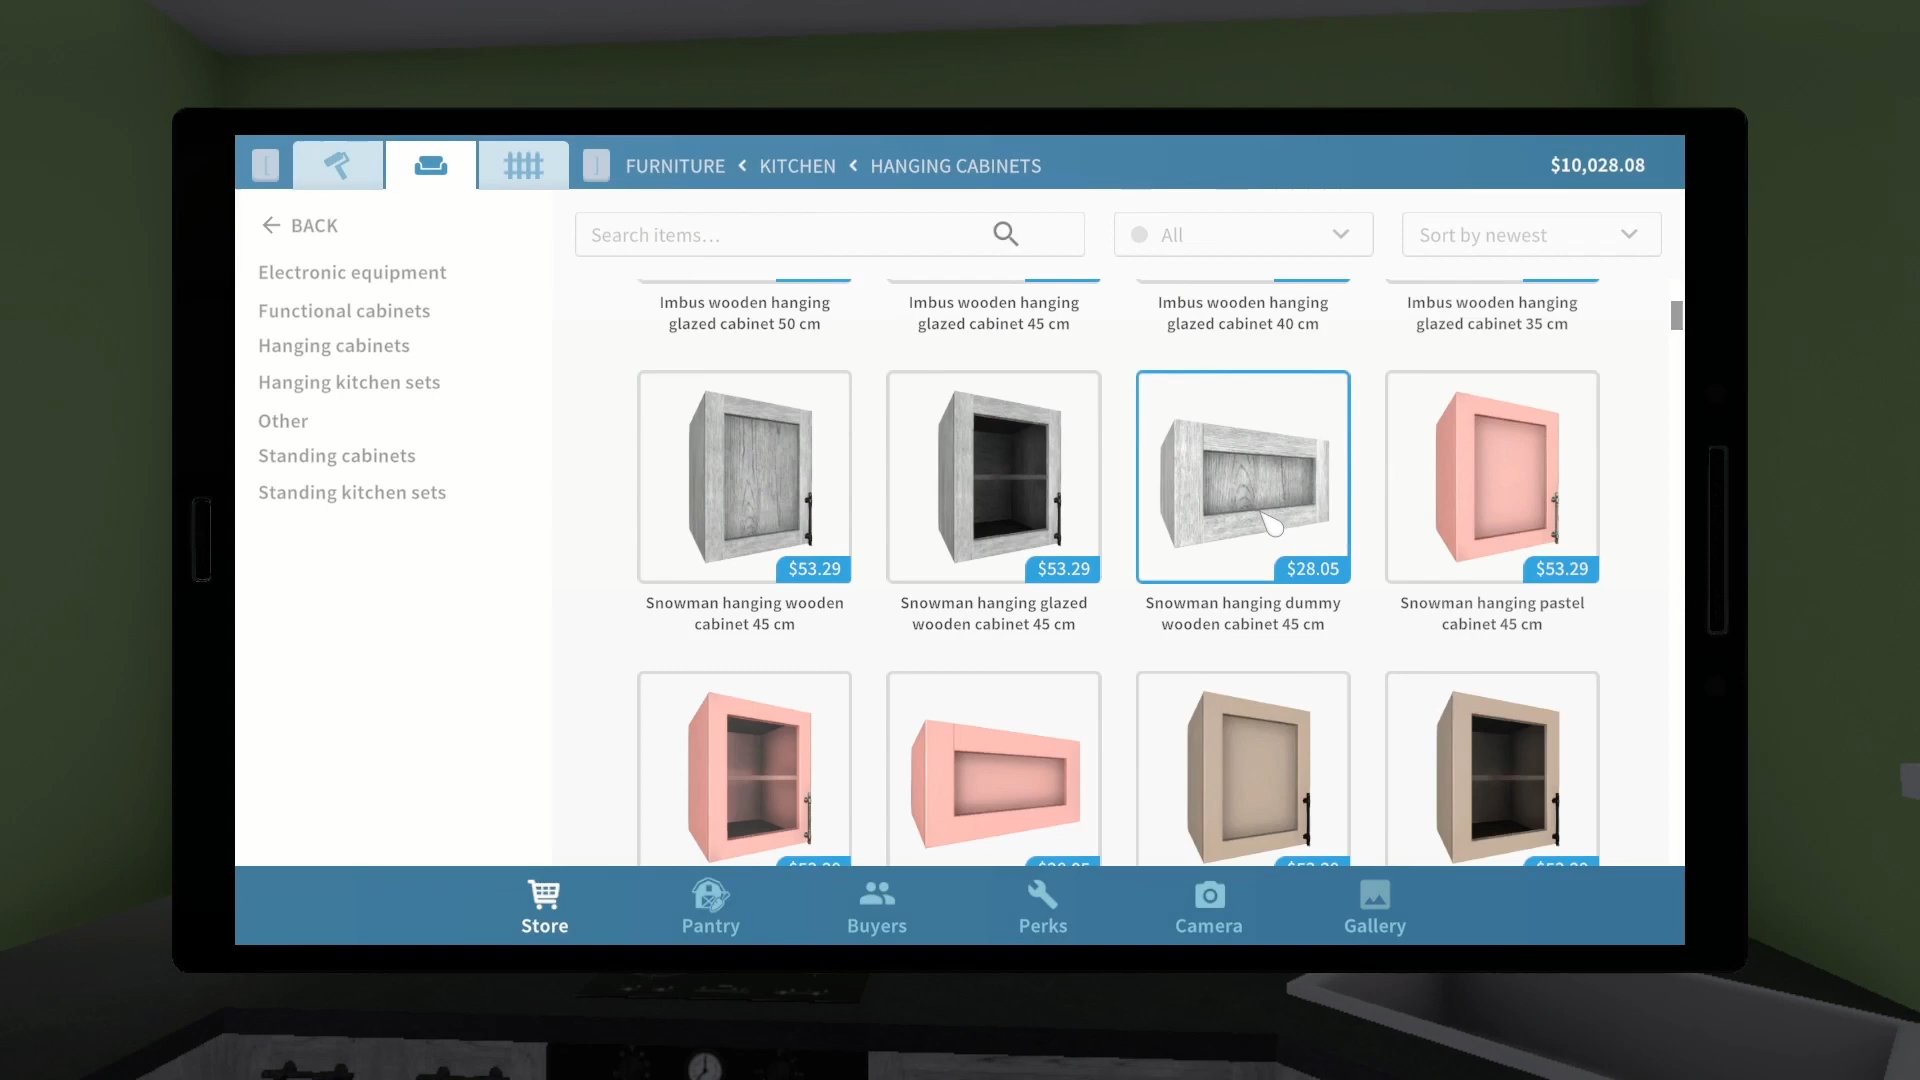 [
]
FURNITURE < KITCHEN < HANGING CABINETS
$10,028.08
BACK
Search items...
All
Sort by newest
Electronic equipment
Functional cabinets
Hanging cabinets
Hanging kitchen sets
Other
Standing cabinets
Standing kitchen sets
Imbus wooden hanging
glazed cabinet 50 cm
Imbus wooden hanging
glazed cabinet 45 cm
Imbus wooden hanging
glazed cabinet 40 cm
Imbus wooden hanging
glazed cabinet 35 cm
$53.29
Snowman hanging wooden
cabinet 45 cm
$53.29
Snowman hanging glazed
wooden cabinet 45 cm
$28.05
Snowman hanging dummy
wooden cabinet 45 cm
$53.29
Snowman hanging pastel
cabinet 45 cm
Store
Pantry
Buyers
Perks
Camera
Gallery